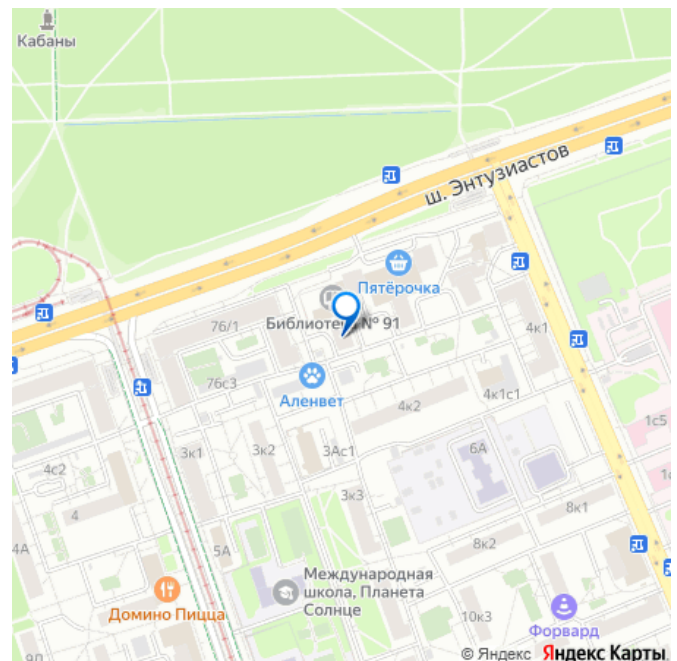 Кабаны
ш. Энтузиастов
Пятёрочка
Библиотека № 91
76/1
4к1
76с3
Аленвет
4к2
4к1с1
1с5
3к1
3к2
3Ас1
6А
4с2
3к3
4
8к1
4А
5А
8к2
Международная
школа, Планета
Солнце
Домино Пицца
10к3
Форвард
9П
© Яндекс Яндекс Карты